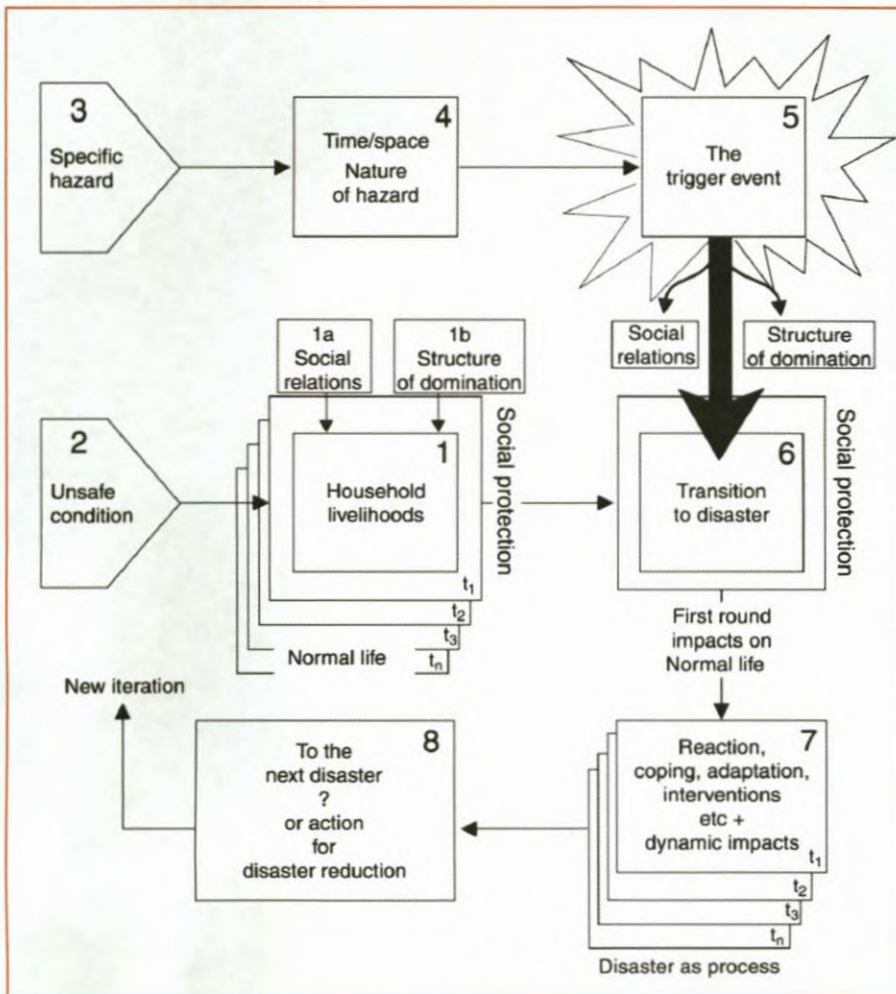 3
Specific
hazard
4
Time/space
Nature
of hazard
5
The
trigger event
1a
Social
relations
1b
Structure
of domination
Social
relations
Structure
of domination
2
Unsafe
condition
1
Household
livelihoods
Social protection
t₁
t₂
t₃
tₙ
Normal life
6
Transition
to disaster
Social protection
First round
impacts on
Normal life
New iteration
8
To the
next disaster
?
or action
for
disaster reduction
7
Reaction,
coping, adaptation,
interventions
etc +
dynamic impacts
t₁
t₂
t₃
tₙ
Disaster as process